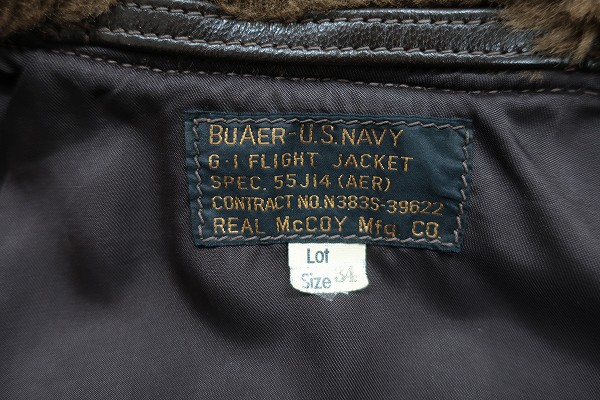 BUAER - U.S. NAVY
G-1 FLIGHT JACKET
SPEC. 55J14 (AER)
CONTRACT NO. N383S-39622
REAL McCOY Mfg. CO.
Lot
Size 34